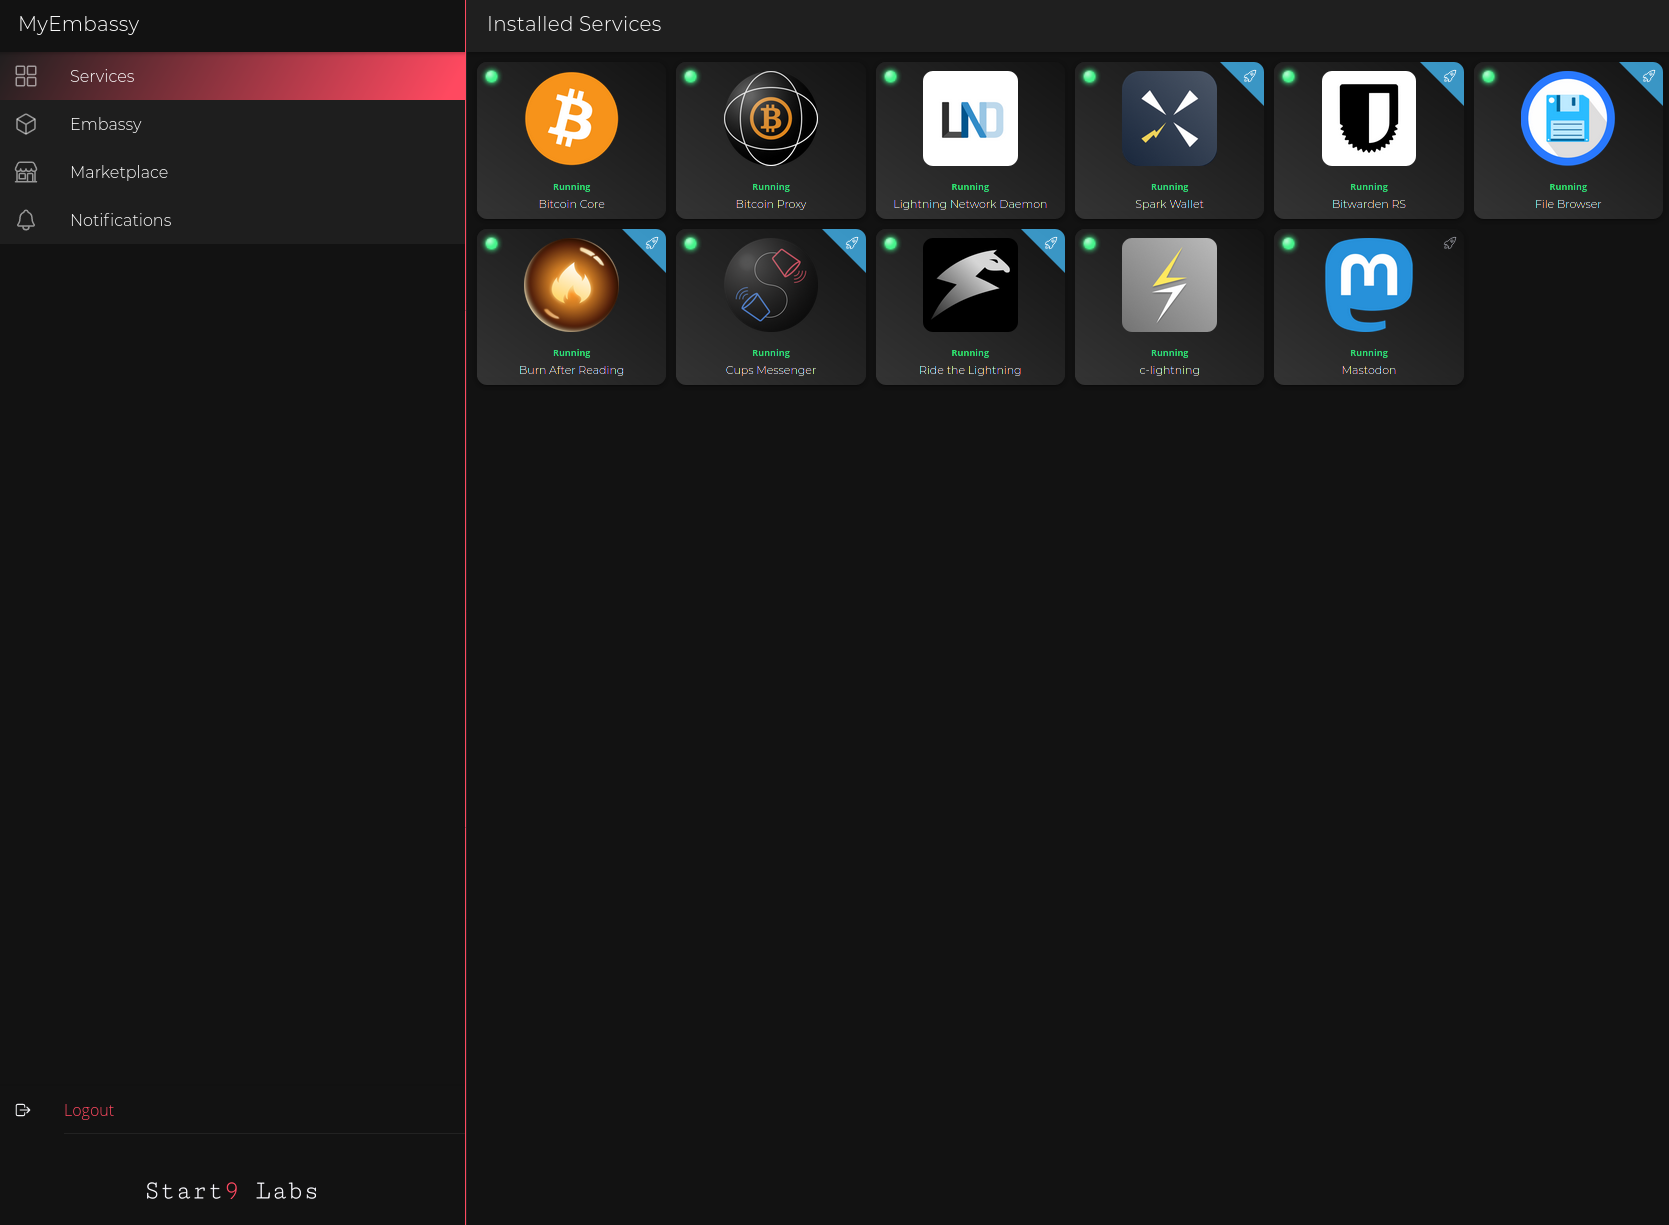 MyEmbassy
Services
Embassy
Marketplace
Notifications
Logout
Start9 Labs
Installed Services
Running
Bitcoin Core
Running
Bitcoin Proxy
LND
Running
Lightning Network Daemon
Running
Spark Wallet
Running
Bitwarden RS
Running
File Browser
Running
Burn After Reading
Running
Cups Messenger
Running
Ride the Lightning
Running
c-lightning
Running
Mastodon